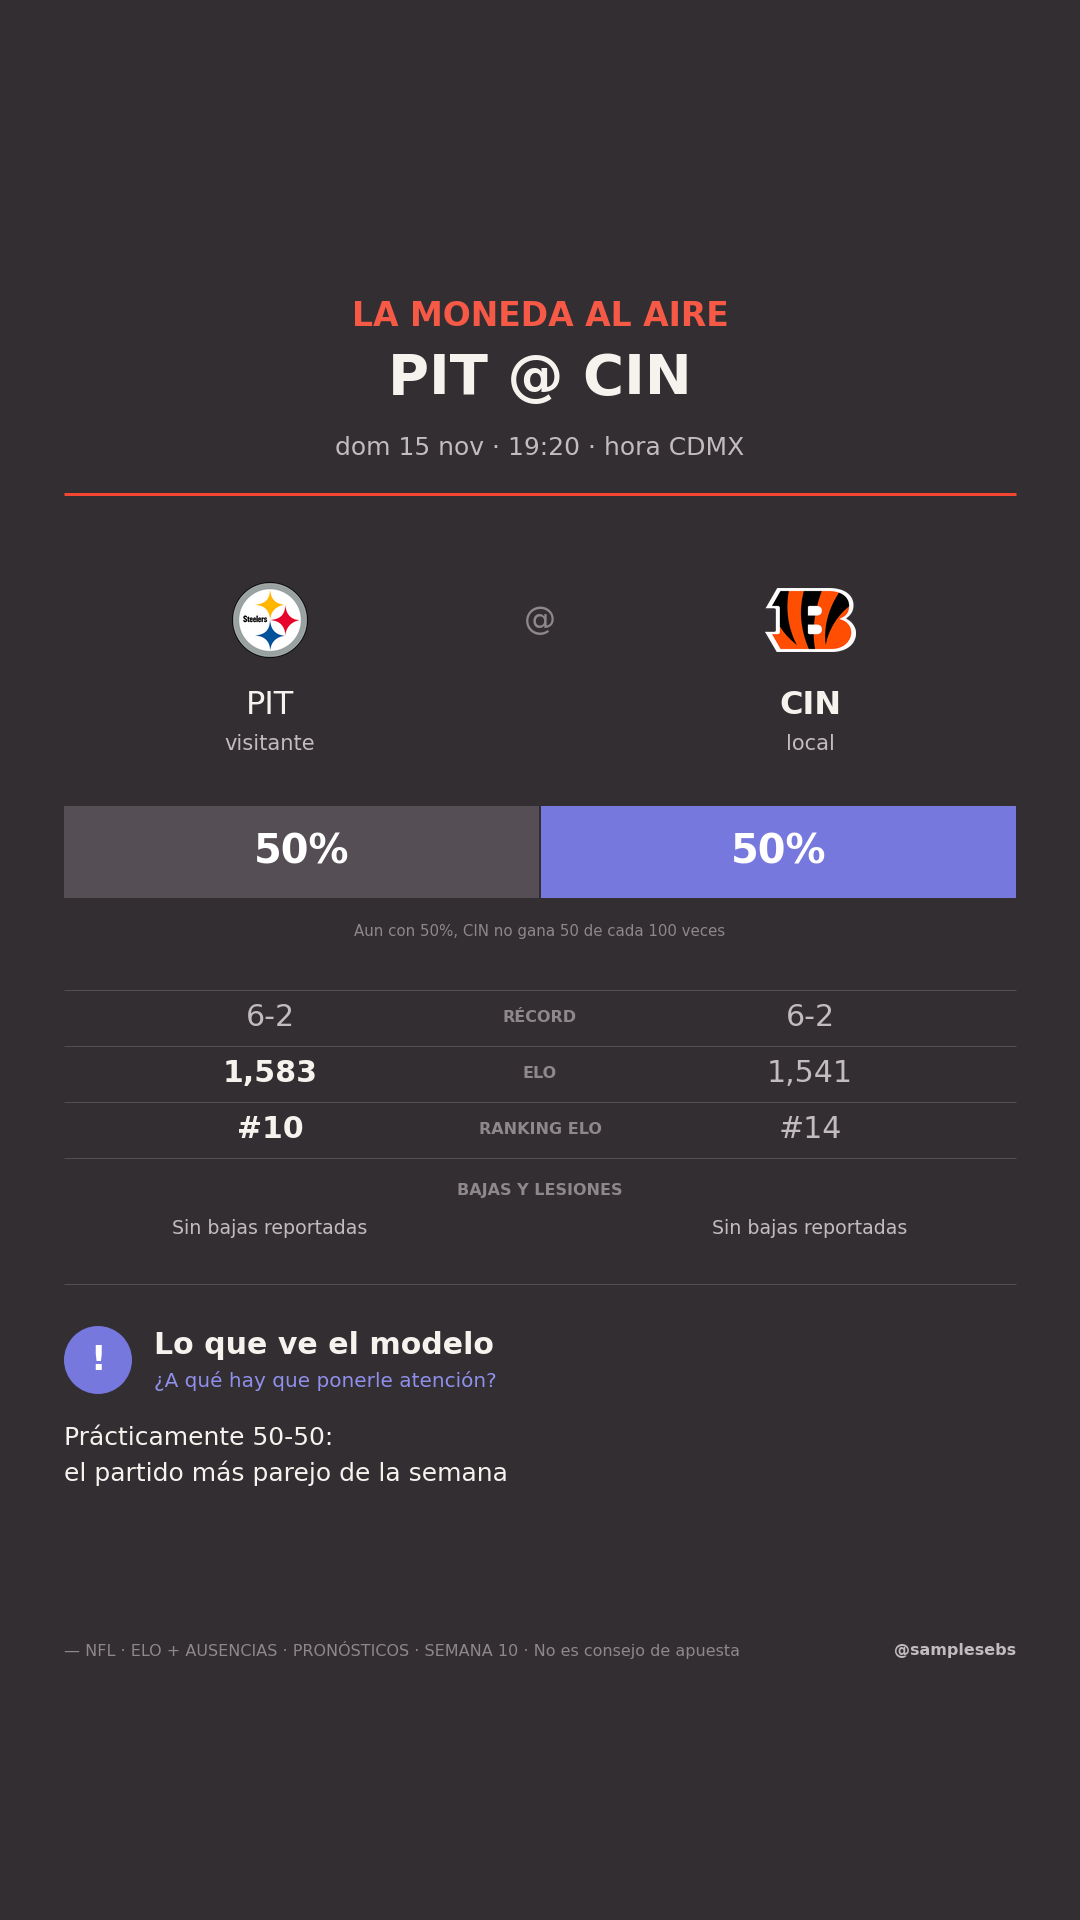 LA MONEDA AL AIRE
PIT @ CIN
dom 15 nov · 19:20 · hora CDMX
Steelers
@
PIT
CIN
visitante
local
50%
50%
Aun con 50%, CIN no gana 50 de cada 100 veces
6-2 RÉCORD 6-2
1,583 ELO 1,541
#10 RANKING ELO #14
BAJAS Y LESIONES
Sin bajas reportadas
Sin bajas reportadas
!
Lo que ve el modelo
¿A qué hay que ponerle atención?
Prácticamente 50-50:
el partido más parejo de la semana
— NFL · ELO + AUSENCIAS · PRONÓSTICOS · SEMANA 10 · No es consejo de apuesta
@samplesebs